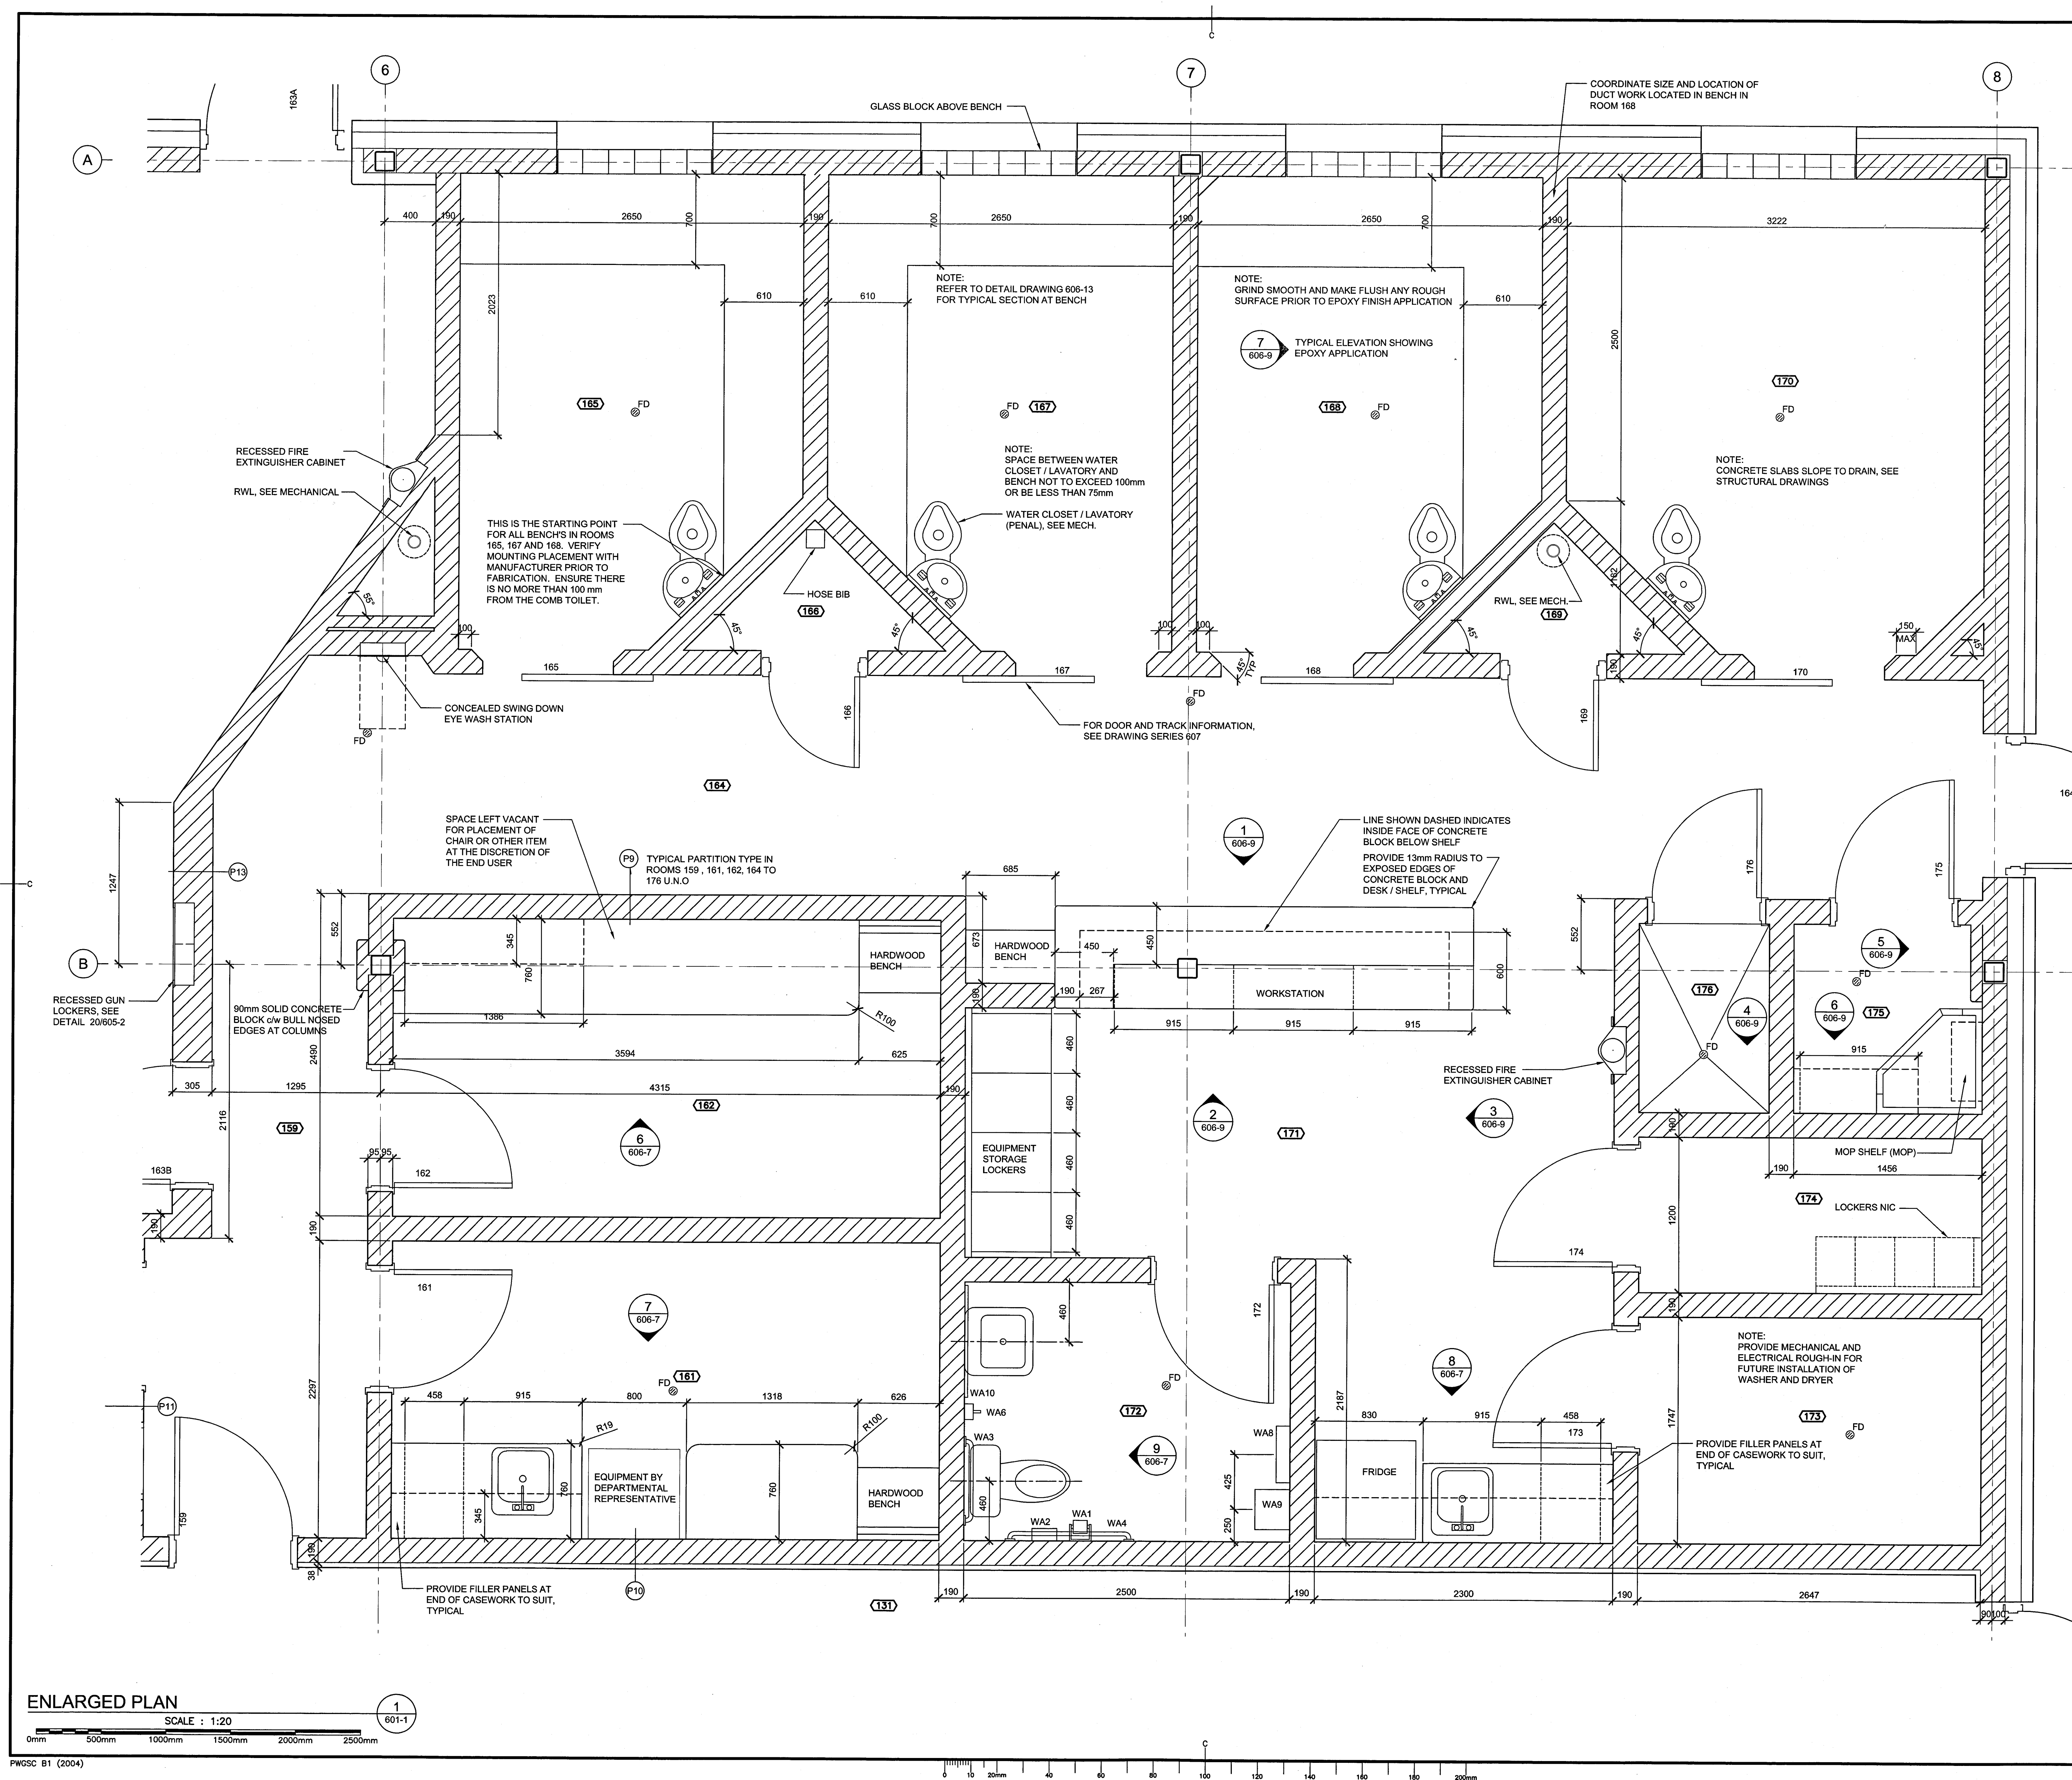 C
6
7
8
163A
GLASS BLOCK ABOVE BENCH
COORDINATE SIZE AND LOCATION OF
DUCT WORK LOCATED IN BENCH IN
ROOM 168
A
400
190
2650
700
190
2650
700
190
2650
700
190
3222
2023
610
610
NOTE:
REFER TO DETAIL DRAWING 606-13
FOR TYPICAL SECTION AT BENCH
NOTE:
GRIND SMOOTH AND MAKE FLUSH ANY ROUGH
SURFACE PRIOR TO EPOXY FINISH APPLICATION
610
2500
7
606-9
TYPICAL ELEVATION SHOWING
EPOXY APPLICATION
165
FD
FD
167
168
FD
170
FD
RECESSED FIRE
EXTINGUISHER CABINET
RWL, SEE MECHANICAL
NOTE:
SPACE BETWEEN WATER
CLOSET / LAVATORY AND
BENCH NOT TO EXCEED 100mm
OR BE LESS THAN 75mm
NOTE:
CONCRETE SLABS SLOPE TO DRAIN, SEE
STRUCTURAL DRAWINGS
THIS IS THE STARTING POINT
FOR ALL BENCH'S IN ROOMS
165, 167 AND 168. VERIFY
MOUNTING PLACEMENT WITH
MANUFACTURER PRIOR TO
FABRICATION. ENSURE THERE
IS NO MORE THAN 100 mm
FROM THE COMB TOILET.
WATER CLOSET / LAVATORY
(PENAL), SEE MECH.
55°
HOSE BIB
166
1162
RWL, SEE MECH.
169
100
45°
45°
100
100
45°
TYP
45°
45°
190
150
MAX
45°
165
167
168
170
CONCEALED SWING DOWN
EYE WASH STATION
FD
166
FD
FOR DOOR AND TRACK INFORMATION,
SEE DRAWING SERIES 607
169
164
164
SPACE LEFT VACANT
FOR PLACEMENT OF
CHAIR OR OTHER ITEM
AT THE DISCRETION OF
THE END USER
P9
TYPICAL PARTITION TYPE IN
ROOMS 159 , 161, 162, 164 TO
176 U.N.O
1
606-9
LINE SHOWN DASHED INDICATES
INSIDE FACE OF CONCRETE
BLOCK BELOW SHELF
PROVIDE 13mm RADIUS TO
EXPOSED EDGES OF
CONCRETE BLOCK AND
DESK / SHELF, TYPICAL
176
175
C
1247
P13
685
552
345
760
HARDWOOD
BENCH
673
HARDWOOD
BENCH
450
450
600
552
5
606-9
B
FD
RECESSED GUN
LOCKERS, SEE
DETAIL 20/605-2
90mm SOLID CONCRETE
BLOCK c/w BULL NOSED
EDGES AT COLUMNS
1386
R100
190
190
267
WORKSTATION
176
4
606-9
6
606-9
175
915
915
915
2490
3594
625
460
RECESSED FIRE
EXTINGUISHER CABINET
FD
915
305
1295
4315
190
2116
159
162
6
606-7
460
2
606-9
171
3
606-9
190
EQUIPMENT
STORAGE
LOCKERS
460
MOP SHELF (MOP)
163B
95
95
162
190
1456
190
190
460
1200
174
LOCKERS NIC
174
161
7
606-7
460
172
190
2187
8
606-7
NOTE:
PROVIDE MECHANICAL AND
ELECTRICAL ROUGH-IN FOR
FUTURE INSTALLATION OF
WASHER AND DRYER
2297
FD
161
FD
WA10
458
915
800
1318
626
P11
WA6
172
830
915
458
1747
173
R19
R100
WA3
9
606-7
WA8
173
FD
PROVIDE FILLER PANELS AT
END OF CASEWORK TO SUIT,
TYPICAL
EQUIPMENT BY
DEPARTMENTAL
REPRESENTATIVE
760
760
HARDWOOD
BENCH
FRIDGE
425
345
460
WA9
250
WA2
WA1
WA4
159
190
38
PROVIDE FILLER PANELS AT
END OF CASEWORK TO SUIT,
TYPICAL
P10
131
190
2500
190
2300
190
2647
90
100
ENLARGED PLAN
SCALE : 1:20
1
601-1
0mm 500mm 1000mm 1500mm 2000mm 2500mm
PWGSC B1 (2004)
C
0 10 20mm 40 60 80 100 120 140 160 180 200mm